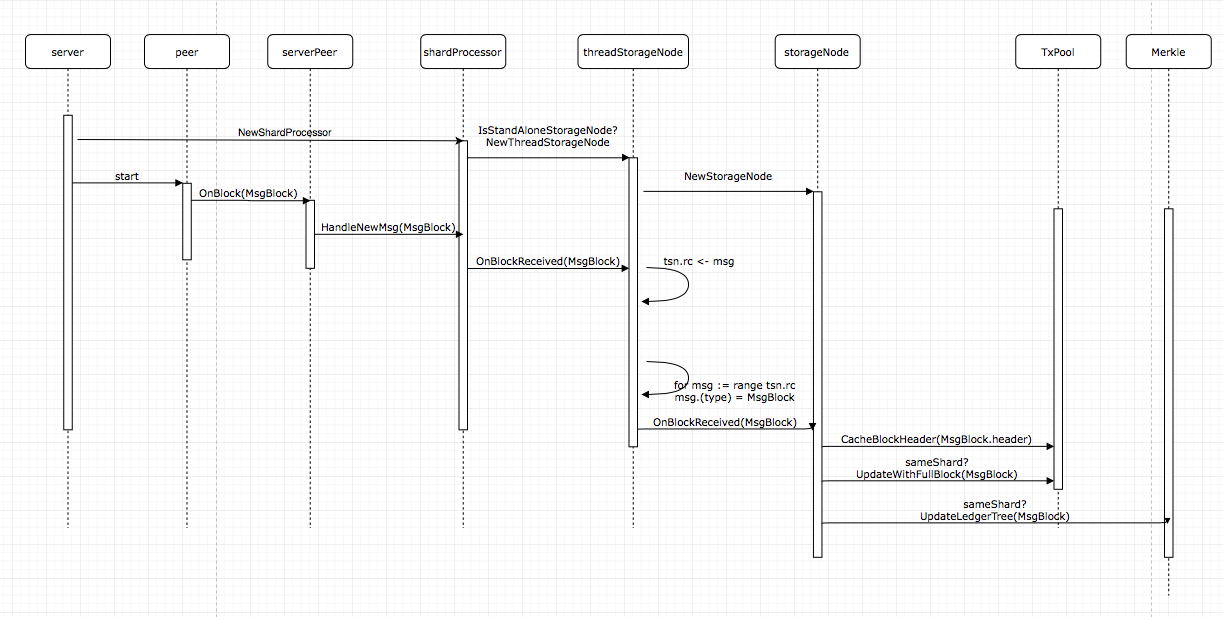 server
peer
serverPeer
shardProcessor
threadStorageNode
storageNode
TxPool
Merkle
NewShardProcessor
IsStandAloneStorageNode?
NewThreadStorageNode
start
NewStorageNode
OnBlock(MsgBlock)
HandleNewMsg(MsgBlock)
OnBlockReceived(MsgBlock)
tsn.rc <- msg
for msg := range tsn.rc
msg.(type) = MsgBlock
OnBlockReceived(MsgBlock)
CacheBlockHeader(MsgBlock.header)
sameShard?
UpdateWithFullBlock(MsgBlock)
sameShard?
UpdateLedgerTree(MsgBlock)